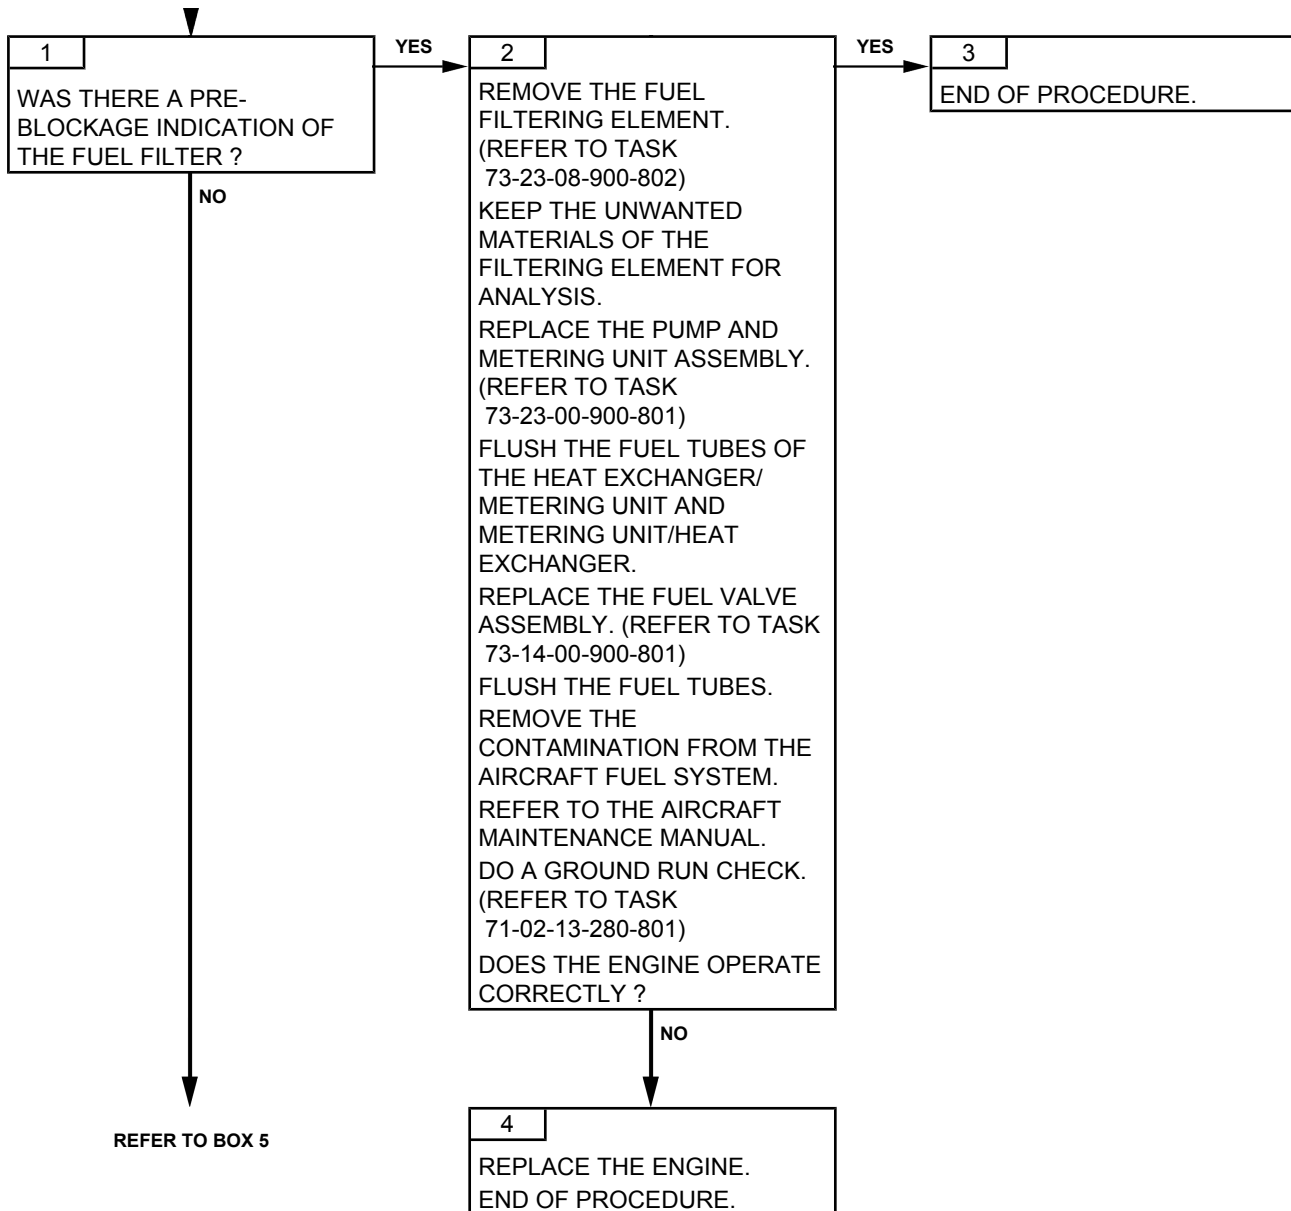 1
WAS THERE A PRE-
BLOCKAGE INDICATION OF
THE FUEL FILTER ?
YES
NO
REFER TO BOX 5
2
REMOVE THE FUEL
FILTERING ELEMENT.
(REFER TO TASK
73-23-08-900-802)
KEEP THE UNWANTED
MATERIALS OF THE
FILTERING ELEMENT FOR
ANALYSIS.
REPLACE THE PUMP AND
METERING UNIT ASSEMBLY.
(REFER TO TASK
73-23-00-900-801)
FLUSH THE FUEL TUBES OF
THE HEAT EXCHANGER/
METERING UNIT AND
METERING UNIT/HEAT
EXCHANGER.
REPLACE THE FUEL VALVE
ASSEMBLY. (REFER TO TASK
73-14-00-900-801)
FLUSH THE FUEL TUBES.
REMOVE THE
CONTAMINATION FROM THE
AIRCRAFT FUEL SYSTEM.
REFER TO THE AIRCRAFT
MAINTENANCE MANUAL.
DO A GROUND RUN CHECK.
(REFER TO TASK
71-02-13-280-801)
DOES THE ENGINE OPERATE
CORRECTLY ?
YES
3
END OF PROCEDURE.
NO
4
REPLACE THE ENGINE.
END OF PROCEDURE.